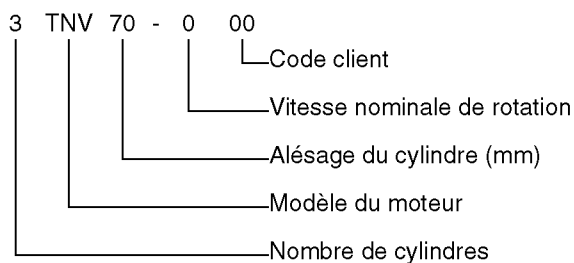 3 TNV 70 - 0 00
Code client
Vitesse nominale de rotation
Alésage du cylindre (mm)
Modèle du moteur
Nombre de cylindres